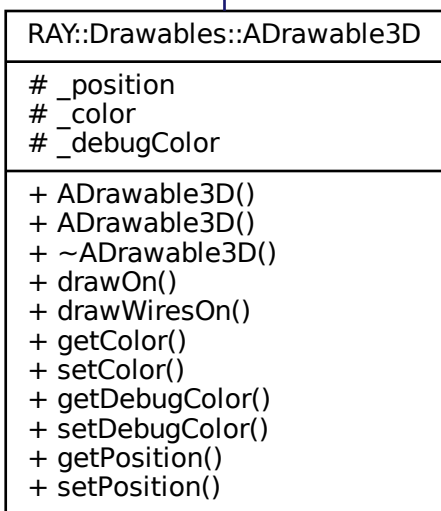 RAY::Drawables::ADrawable3D
# _position
# _color
# _debugColor
+ ADrawable3D()
+ ADrawable3D()
+ ~ADrawable3D()
+ drawOn()
+ drawWiresOn()
+ getColor()
+ setColor()
+ getDebugColor()
+ setDebugColor()
+ getPosition()
+ setPosition()